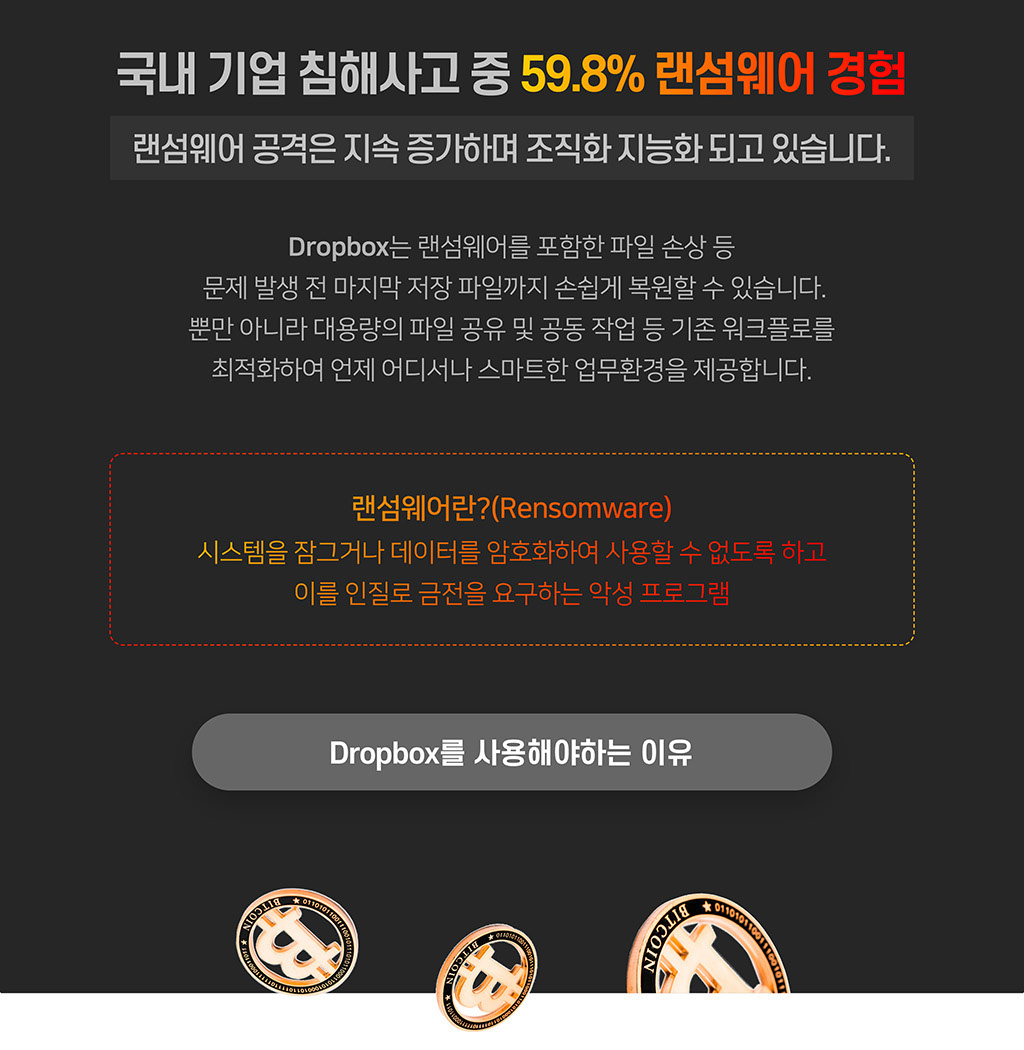 국내 기업 침해사고 중 59.8% 랜섬웨어 경험
랜섬웨어 공격은 지속 증가하며 조직화 지능화 되고 있습니다.
Dropbox는 랜섬웨어를 포함한 파일 손상 등
문제 발생 전 마지막 저장 파일까지 손쉽게 복원할 수 있습니다.
뿐만 아니라 대용량의 파일 공유 및 공동 작업 등 기존 워크플로를
최적화하여 언제 어디서나 스마트한 업무환경을 제공합니다.
랜섬웨어란?(Rensomware)
시스템을 잠그거나 데이터를 암호화하여 사용할 수 없도록 하고
이를 인질로 금전을 요구하는 악성 프로그램
Dropbox를 사용해야하는 이유
BITCOIN
BITCOIN
BITCOIN